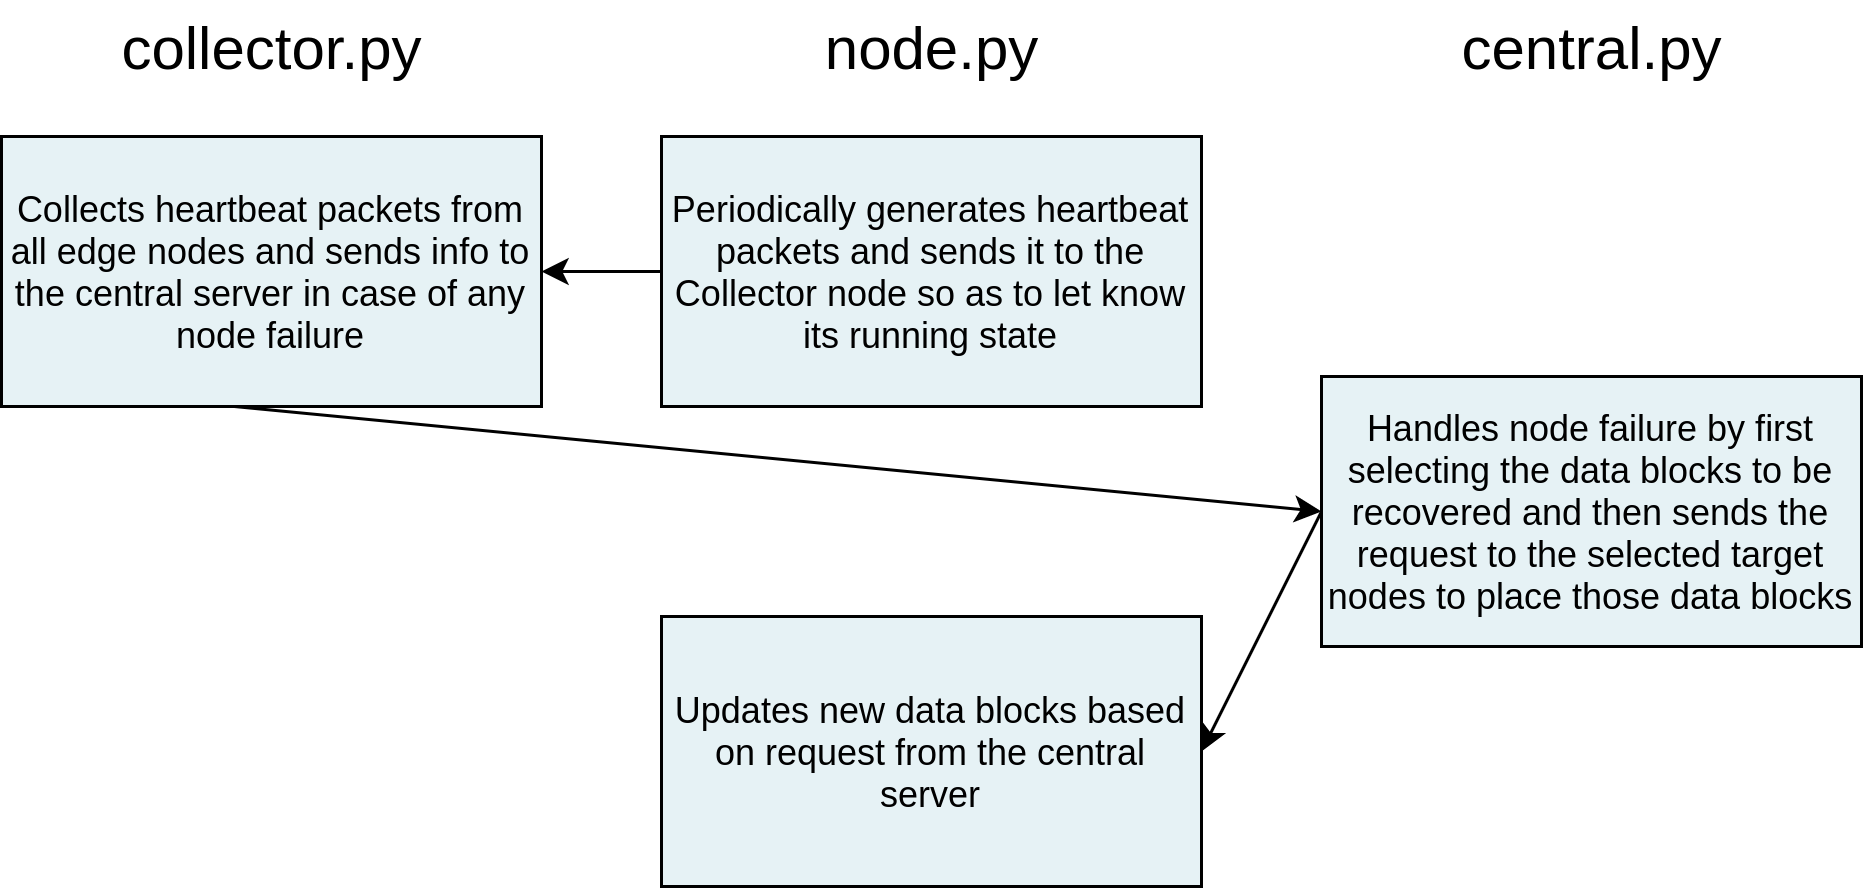 collector.py
node.py
central.py
Collects heartbeat packets from
all edge nodes and sends info to
the central server in case of any
node failure
Periodically generates heartbeat
packets and sends it to the
Collector node so as to let know
its running state
Handles node failure by first
selecting the data blocks to be
recovered and then sends the
request to the selected target
nodes to place those data blocks
Updates new data blocks based
on request from the central
server